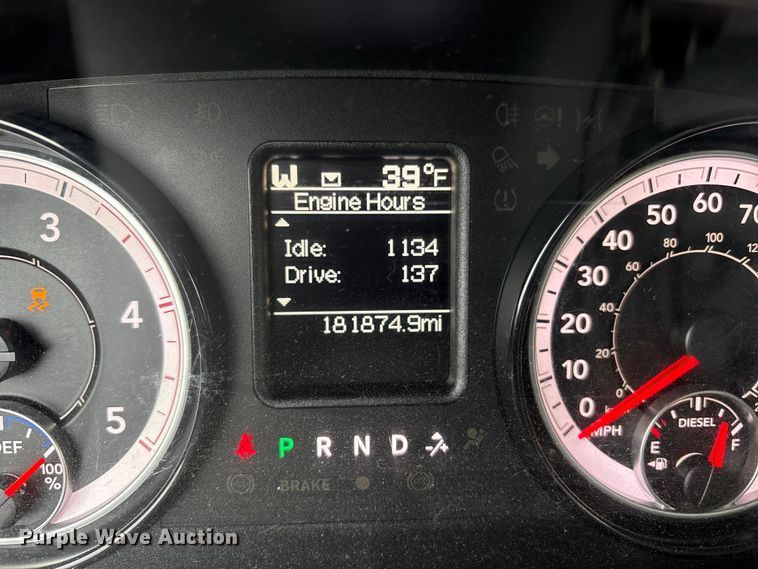 W 39°F
Engine Hours
Idle: 1134
Drive: 137
181874.9mi
3
4
5
DEF
100
%
P R N D
BRAKE
0 10 20 30 40 50 60 70
0 20 40 60 80 100
MPH
DIESEL
E F
Purple Wave Auction